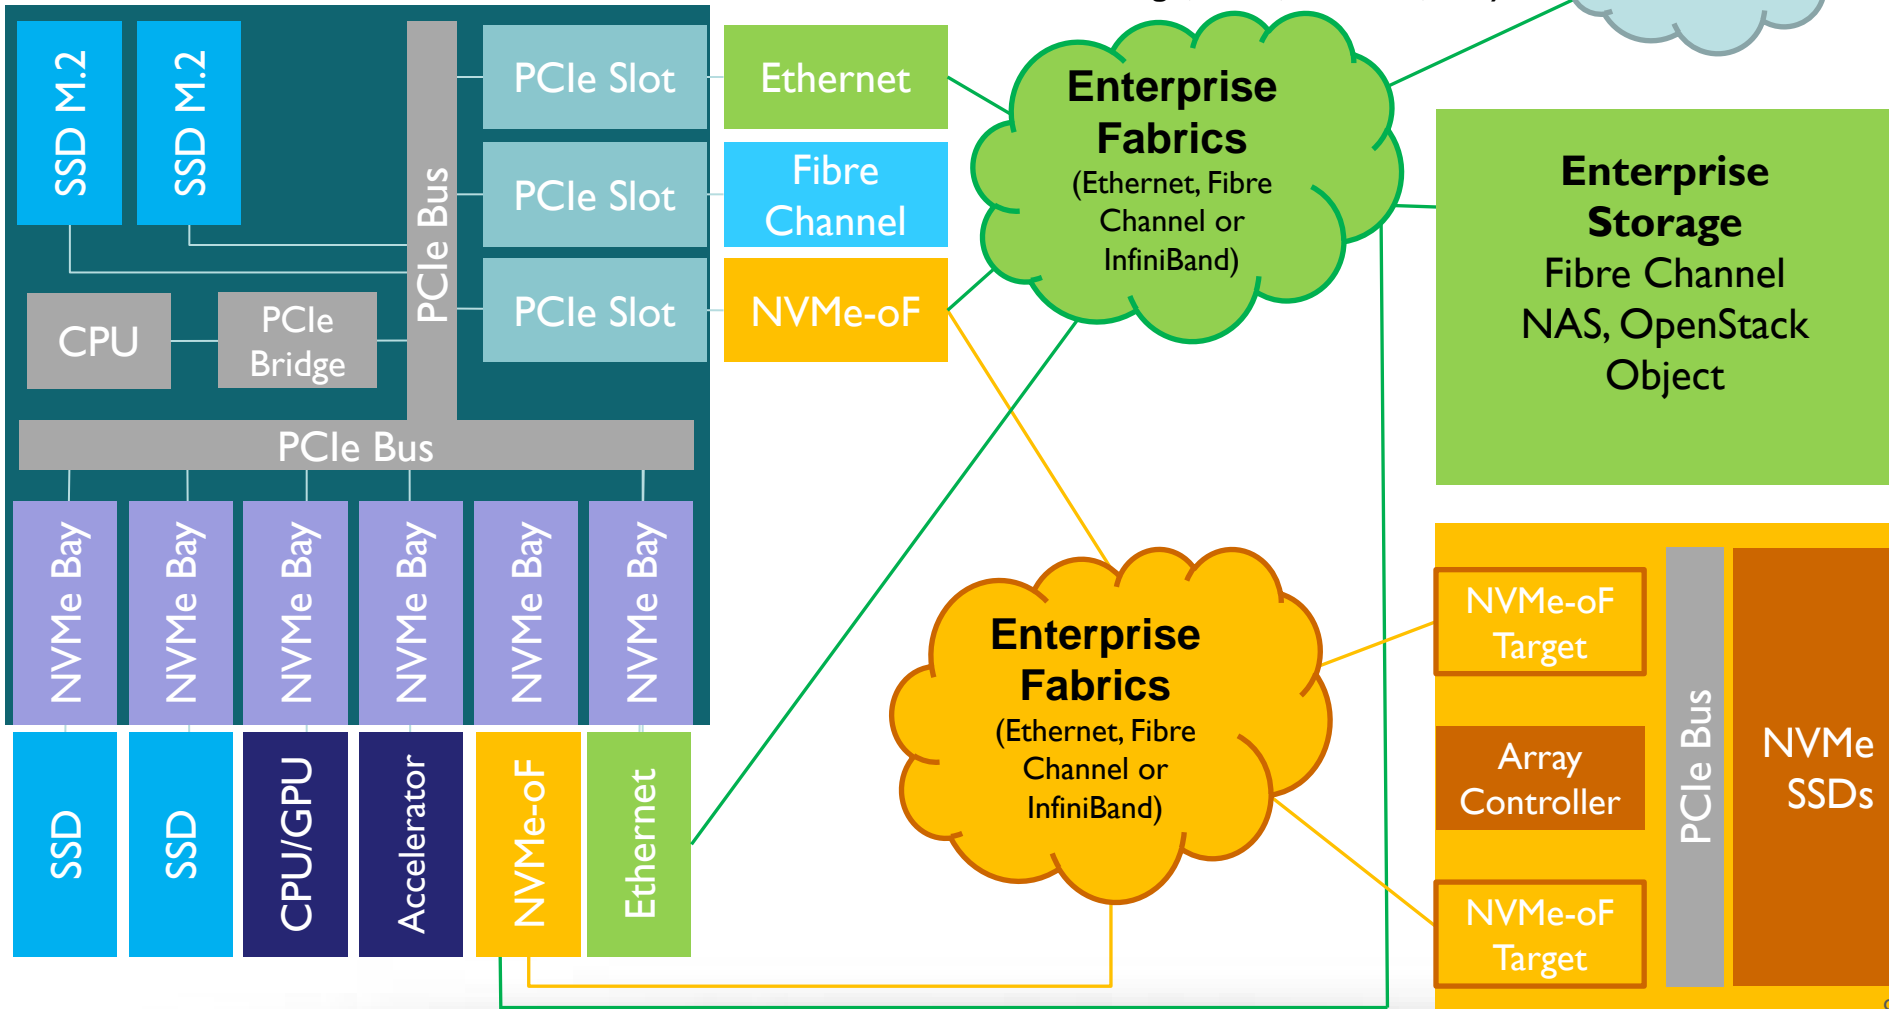 SSD M.2
SSD M.2
PCIe Bus
PCIe Slot
Ethernet
PCIe Slot
Fibre
Channel
PCIe Slot
NVMe-oF
CPU
PCIe
Bridge
PCIe Bus
NVMe Bay
NVMe Bay
NVMe Bay
NVMe Bay
NVMe Bay
NVMe Bay
SSD
SSD
CPU/GPU
Accelerator
NVMe-oF
Ethernet
Enterprise
Fabrics
(Ethernet, Fibre
Channel or
InfiniBand)
Enterprise
Storage
Fibre Channel
NAS, OpenStack
Object
Enterprise
Fabrics
(Ethernet, Fibre
Channel or
InfiniBand)
NVMe-oF
Target
Array
Controller
NVMe-oF
Target
PCIe Bus
NVMe
SSDs